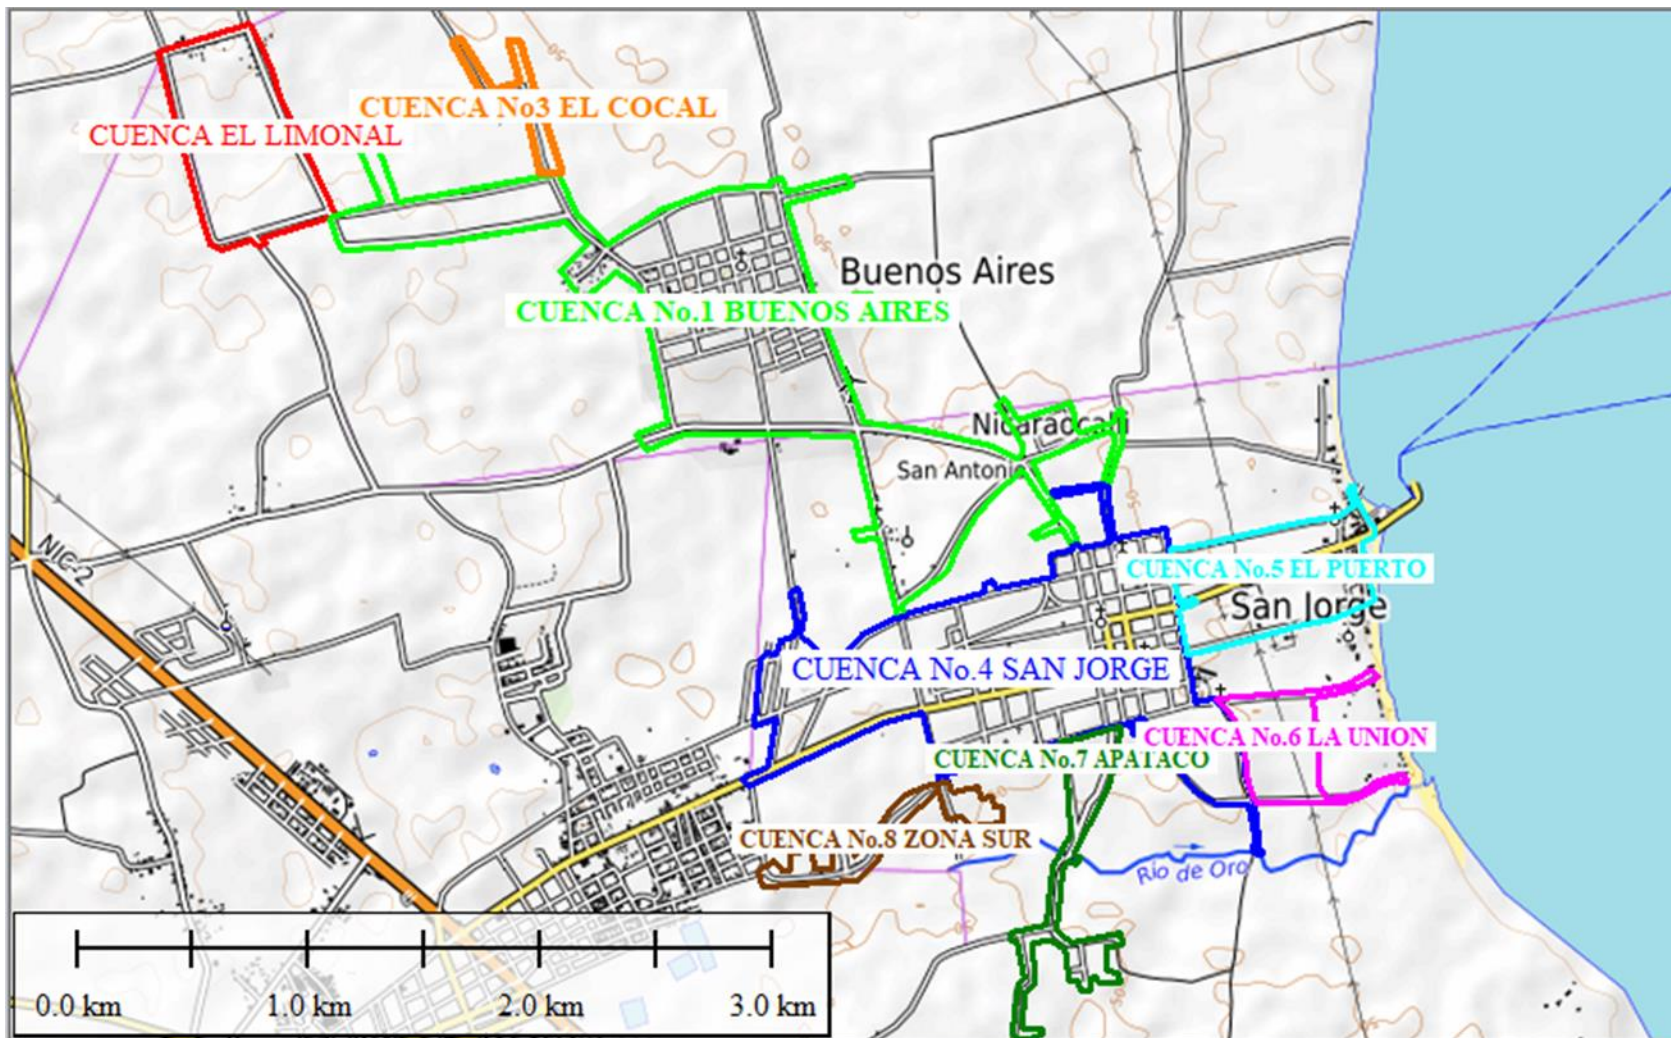 CUENCA No3 EL COCAL
CUENCA EL LIMONAL
Buenos Aires
CUENCA No.1 BUENOS AIRES
Nicaraocalli
San Antonio
NIC-2
CUENCA No.5 EL PUERTO
San Jorge
CUENCA No.4 SAN JORGE
CUENCA No.6 LA UNION
CUENCA No.7 APATACO
CUENCA No.8 ZONA SUR
Río de Oro
0.0 km 1.0 km 2.0 km 3.0 km